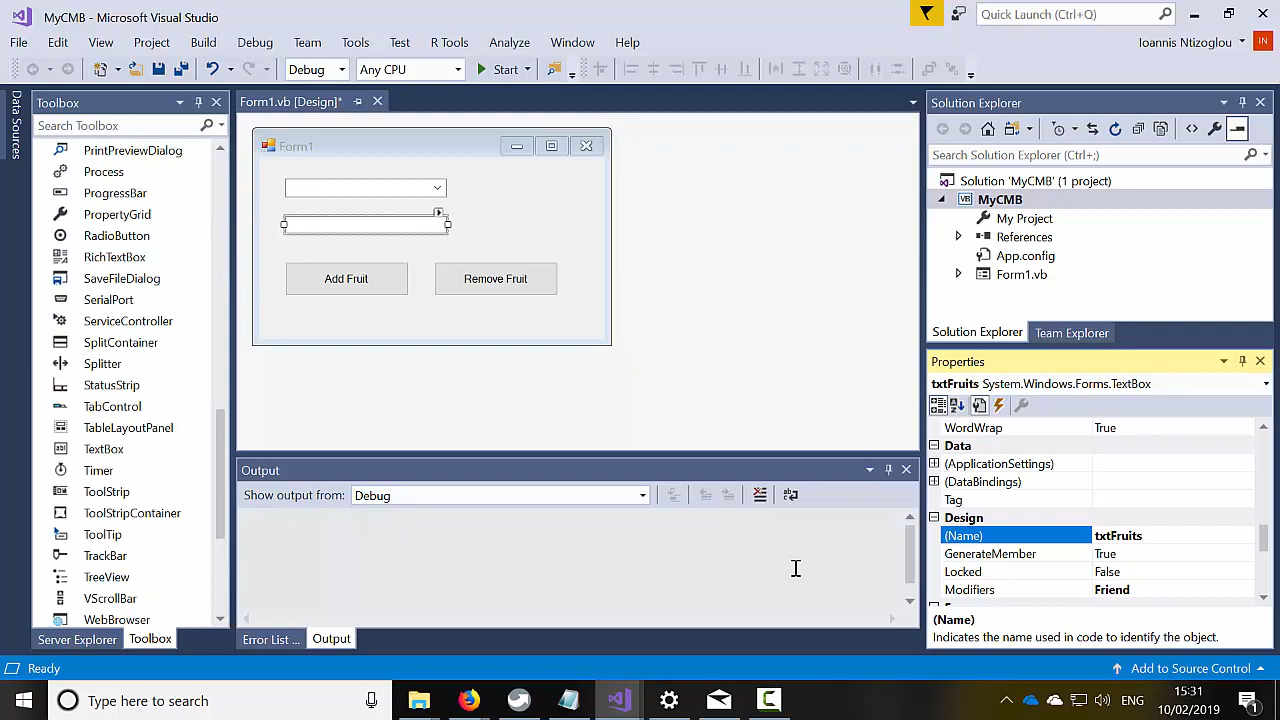 MyCMB - Microsoft Visual Studio
Quick Launch (Ctrl+;)
File Edit View Project Build Debug Team Tools Test R Tools Analyze Window Help
Ioannis Ntizoglou IN
Debug Any CPU Start
Data Sources
Toolbox
Search Toolbox
PrintPreviewDialog
Process
ProgressBar
PropertyGrid
RadioButton
RichTextBox
SaveFileDialog
SerialPort
ServiceController
SplitContainer
Splitter
StatusStrip
TabControl
TableLayoutPanel
TextBox
Timer
ToolStrip
ToolStripContainer
ToolTip
TrackBar
TreeView
VScrollBar
WebBrowser
Server Explorer Toolbox
Form1.vb [Design]*
Form1
Add Fruit Remove Fruit
Output
Show output from: Debug
Error List ... Output
Solution Explorer
Search Solution Explorer (Ctrl+;)
Solution 'MyCMB' (1 project)
VB MyCMB
My Project
References
App.config
Form1.vb
Solution Explorer Team Explorer
Properties
txtFruits System.Windows.Forms.TextBox
WordWrap True
Data
(ApplicationSettings)
(DataBindings)
Tag
Design
(Name) txtFruits
GenerateMember True
Locked False
Modifiers Friend
(Name)
Indicates the name used in code to identify the object.
Ready
Add to Source Control
Type here to search
ENG
15:31
10/02/2019
1